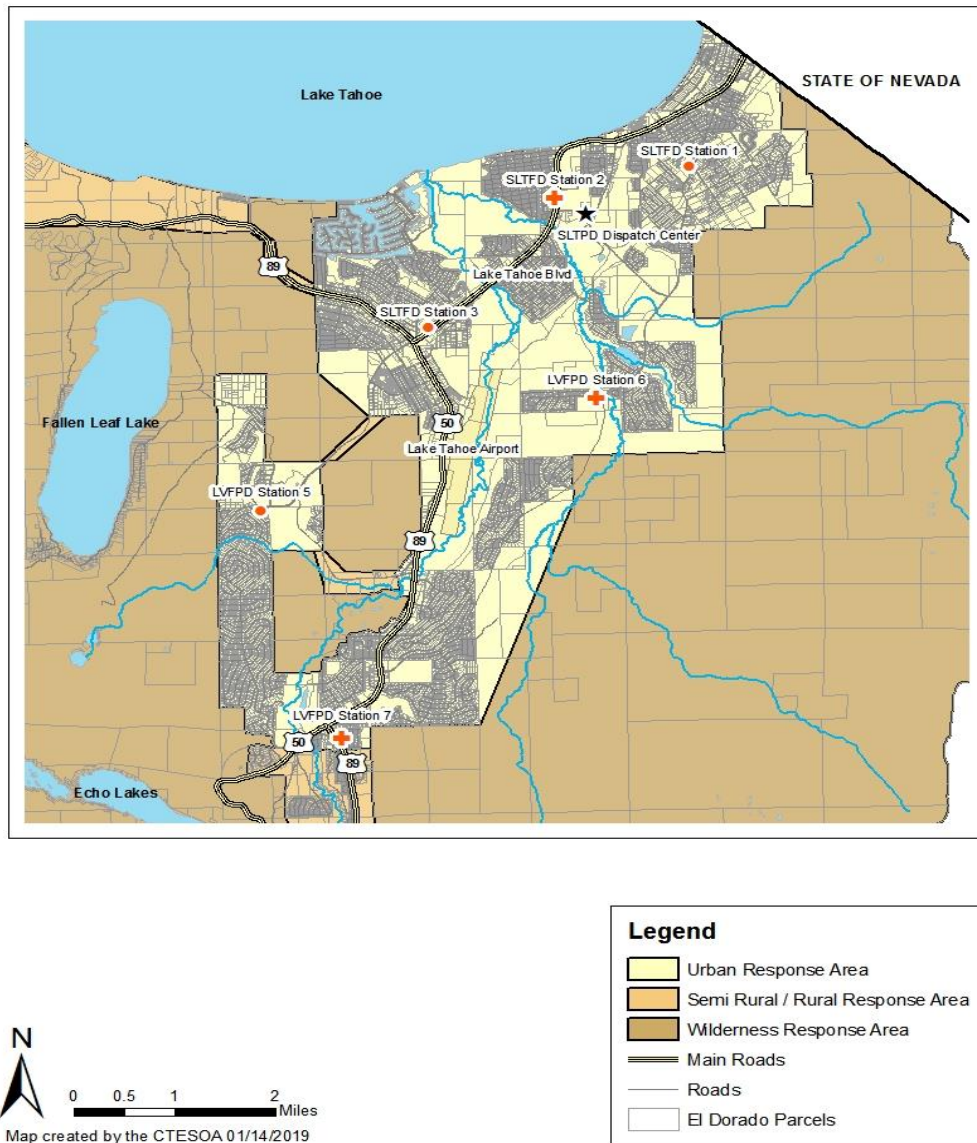 STATE OF NEVADA
Lake Tahoe
SLTFD Station 1
SLTFD Station 2
SLTPD Dispatch Center
89
Lake Tahoe Blvd
SLTFD Station 3
LVFPD Station 6
Fallen Leaf Lake
50
Lake Tahoe Airport
LVFPD Station 5
89
LVFPD Station 7
50
89
Echo Lakes
Legend
Urban Response Area
Semi Rural / Rural Response Area
Wilderness Response Area
Main Roads
Roads
El Dorado Parcels
N
0 0.5 1 2
Miles
Map created by the CTESOA 01/14/2019